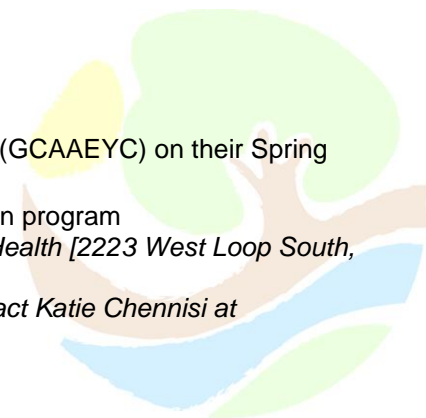 (GCAAEYC) on their Spring
n program
Health [2223 West Loop South,
act Katie Chennisi at